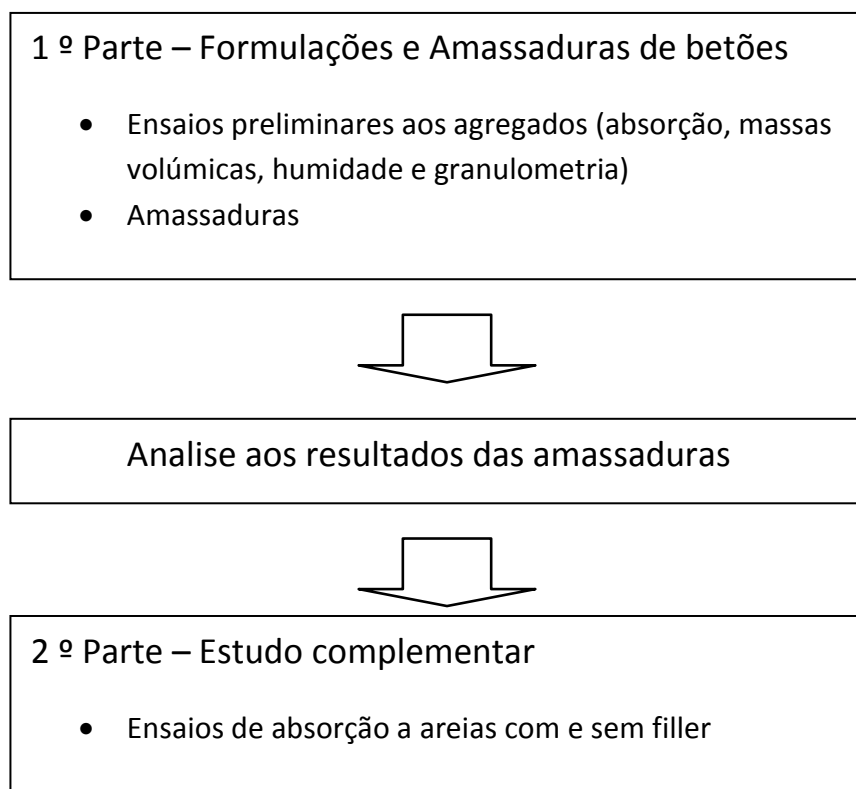 1 º Parte – Formulações e Amassaduras de betões
• Ensaios preliminares aos agregados (absorção, massas
volúmicas, humidade e granulometria)
• Amassaduras
Analise aos resultados das amassaduras
2 º Parte – Estudo complementar
• Ensaios de absorção a areias com e sem filler